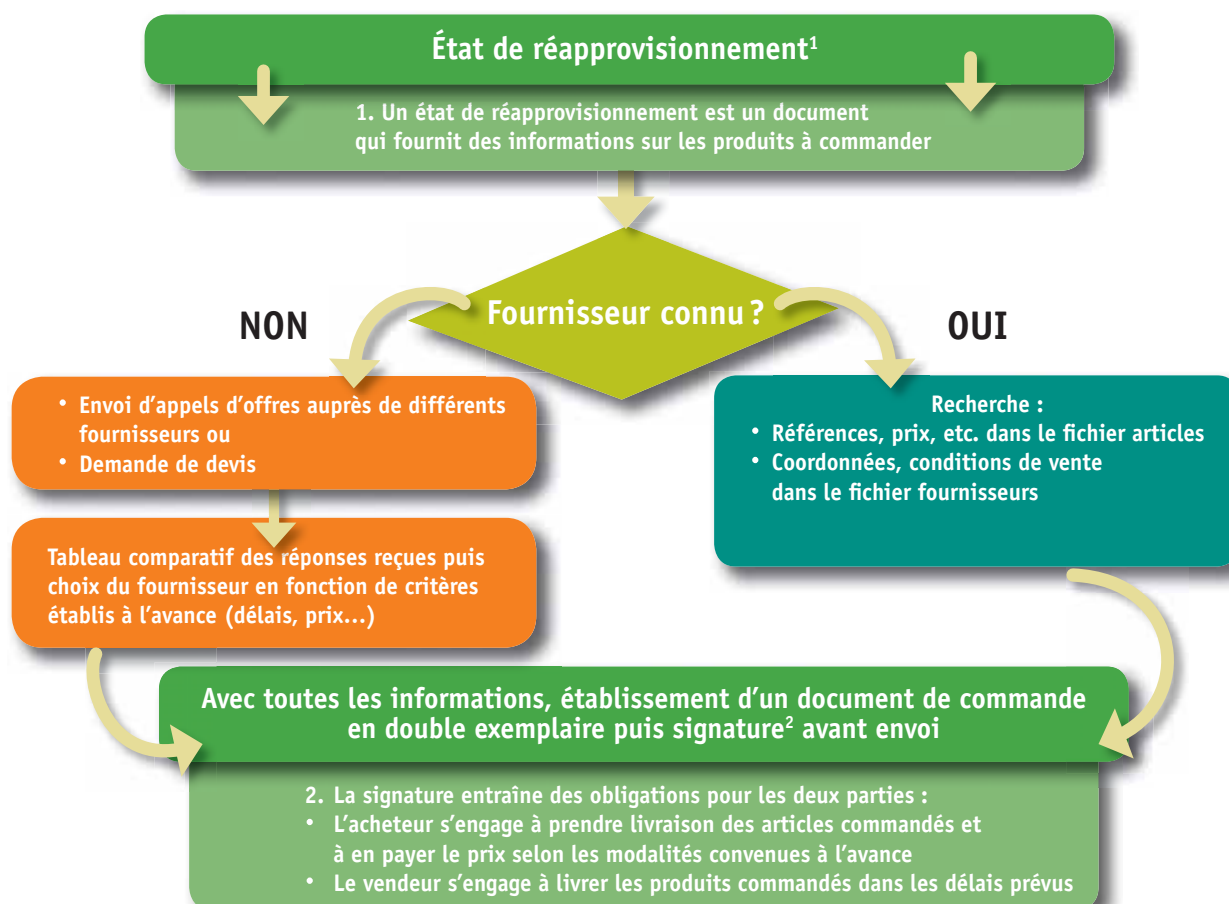 État de réapprovisionnement¹
1. Un état de réapprovisionnement est un document
qui fournit des informations sur les produits à commander
Fournisseur connu ?
NON
OUI
• Envoi d'appels d'offres auprès de différents
fournisseurs ou
• Demande de devis
Recherche :
• Références, prix, etc. dans le fichier articles
• Coordonnées, conditions de vente
dans le fichier fournisseurs
Tableau comparatif des réponses reçues puis
choix du fournisseur en fonction de critères
établis à l'avance (délais, prix…)
Avec toutes les informations, établissement d'un document de commande
en double exemplaire puis signature² avant envoi
2. La signature entraîne des obligations pour les deux parties :
• L'acheteur s'engage à prendre livraison des articles commandés et
à en payer le prix selon les modalités convenues à l'avance
• Le vendeur s'engage à livrer les produits commandés dans les délais prévus